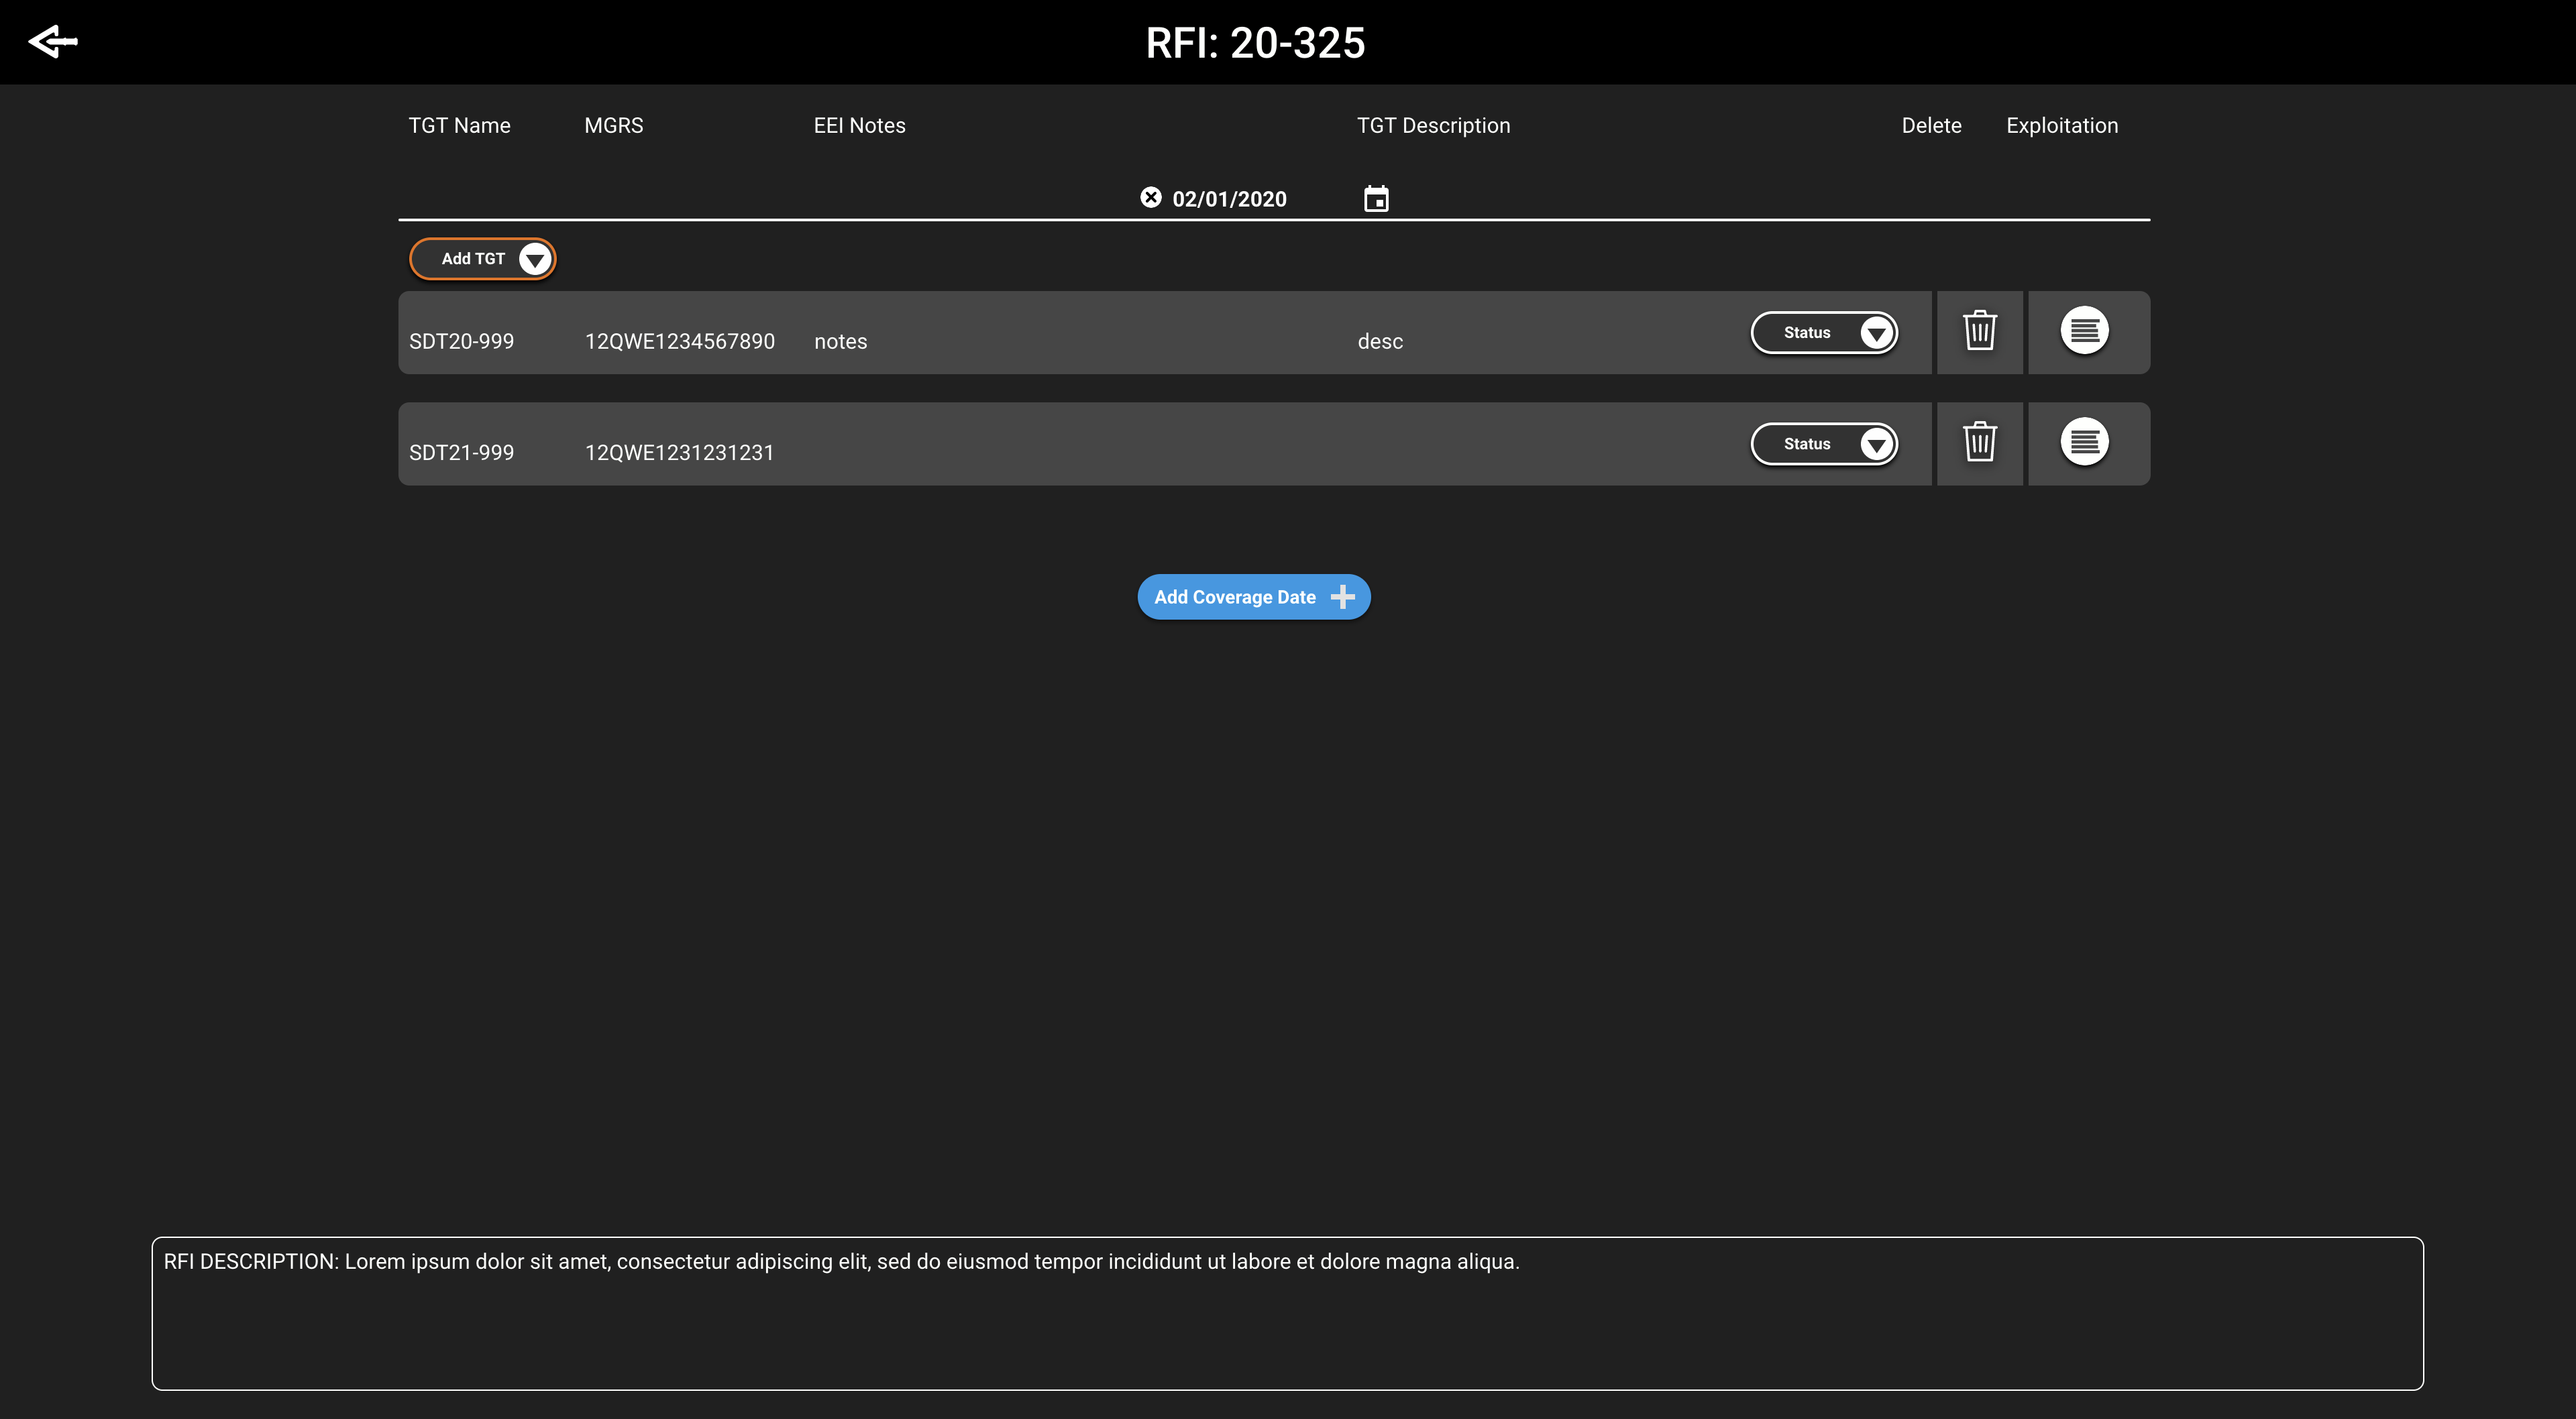 RFI: 20-325
TGT Name MGRS EEI Notes TGT Description Delete Exploitation
02/01/2020
Add TGT
SDT20-999 12QWE1234567890 notes desc Status
SDT21-999 12QWE1231231231 Status
Add Coverage Date
RFI DESCRIPTION: Lorem ipsum dolor sit amet, consectetur adipiscing elit, sed do eiusmod tempor incididunt ut labore et dolore magna aliqua.